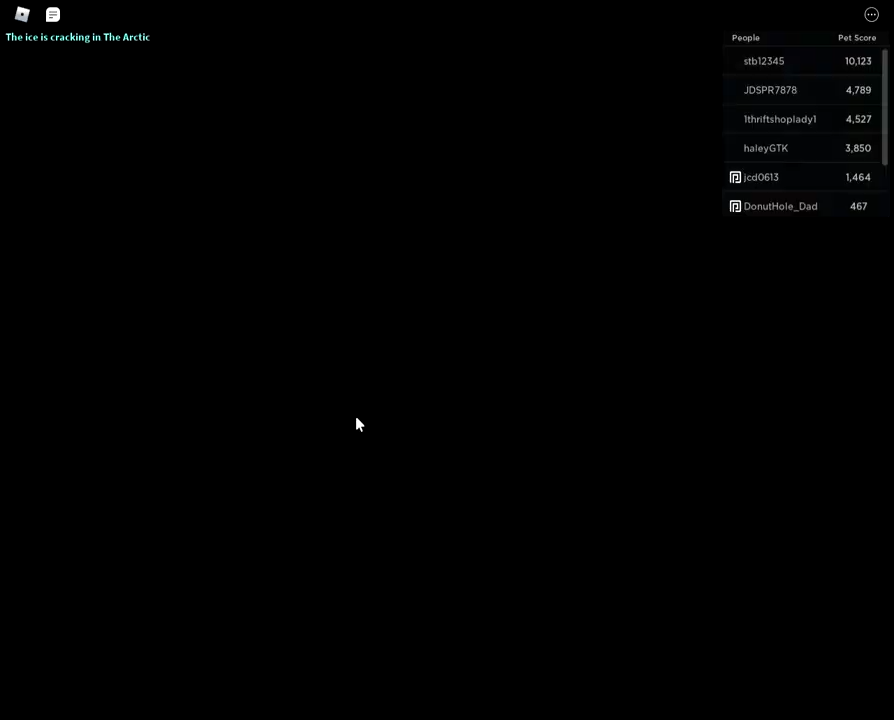 The ice is cracking in The Arctic
People Pet Score
stb12345 10,123
JDSPR7878 4,789
1thriftshoplady1 4,527
haleyGTK 3,850
jcd0613 1,464
DonutHole_Dad 467